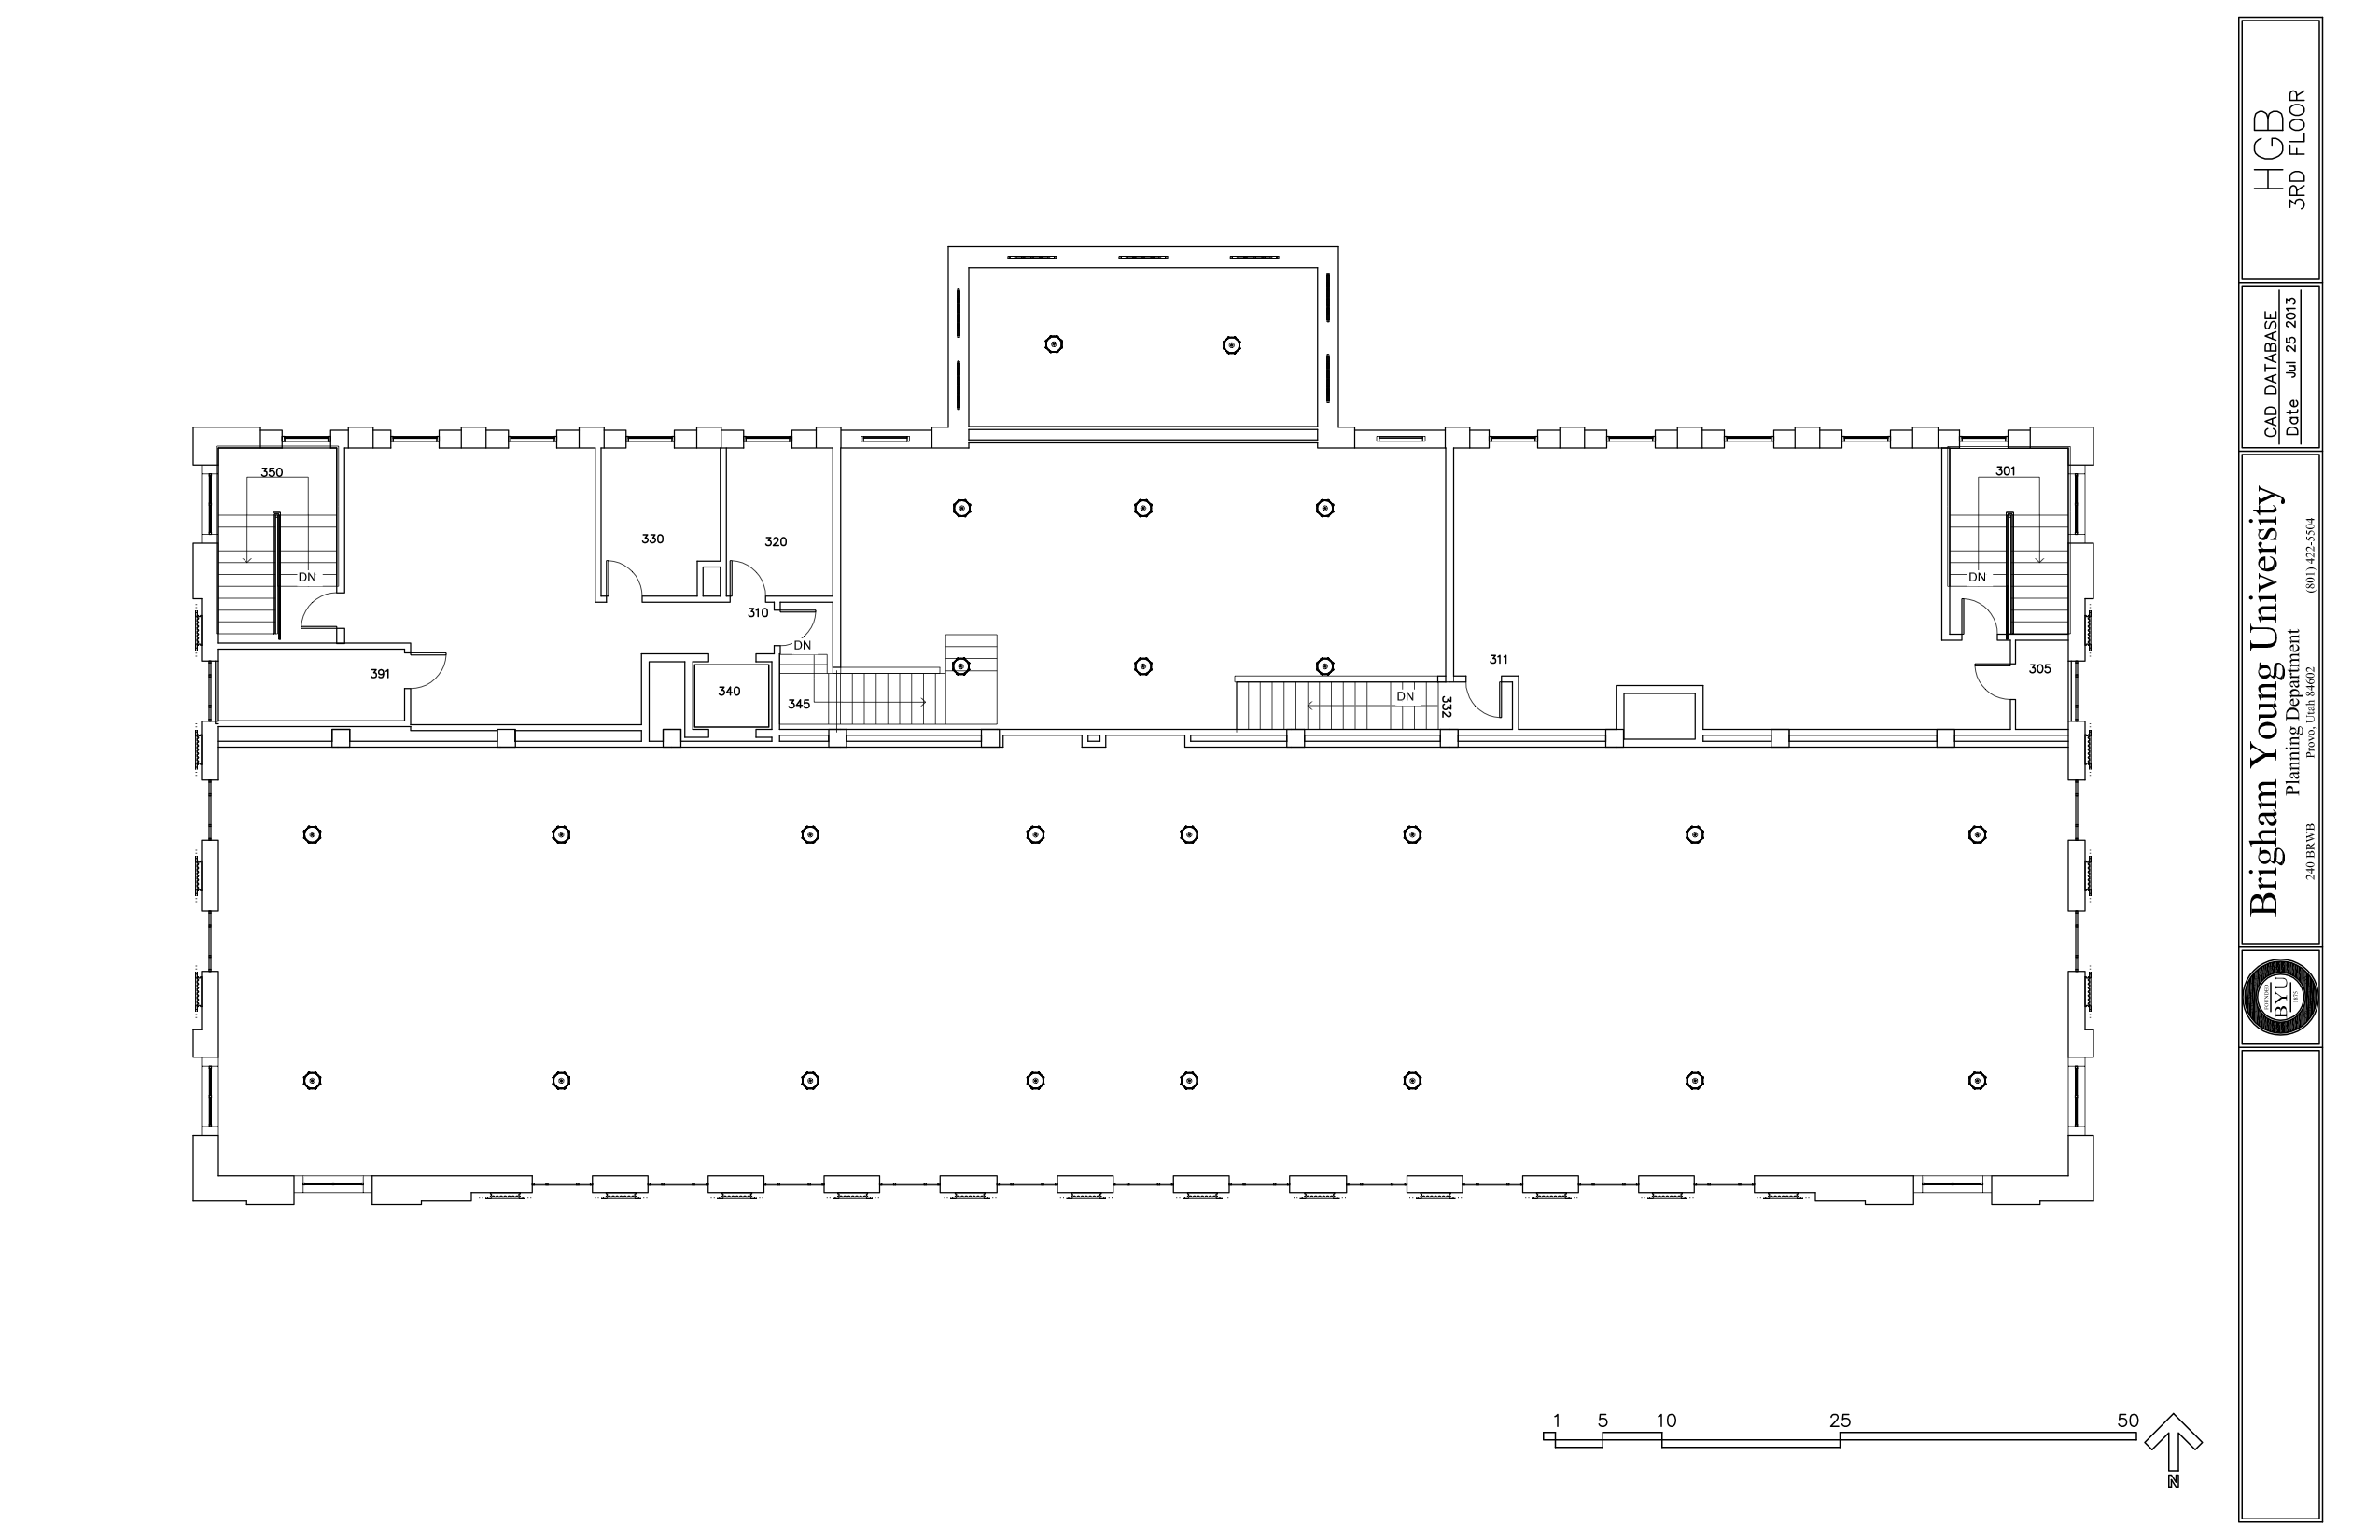 HGB
3RD FLOOR
CAD DATABASE
Date Jul 25 2013
Brigham Young University
Planning Department
240 BRWB Provo, Utah 84602 (801) 422-5504
FOUNDED
BYU
1875
350
301
DN
DN
330
320
310
DN
391
340
345
311
305
DN
332
1 5 10 25 50
N